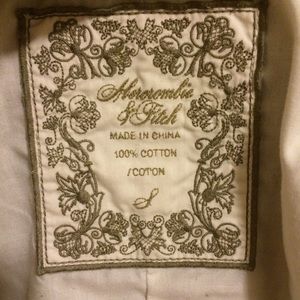 Abercrombie
& Fitch
MADE IN CHINA
100% COTTON
/COTON
S